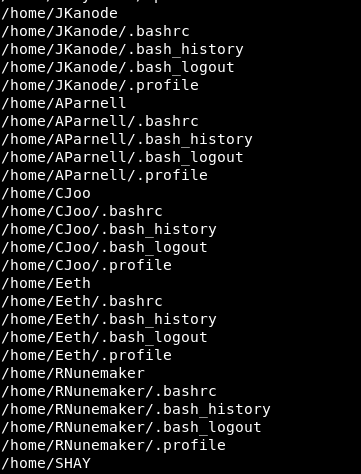 /home/JKanode
/home/JKanode/.bashrc
/home/JKanode/.bash_history
/home/JKanode/.bash_logout
/home/JKanode/.profile
/home/AParnell
/home/AParnell/.bashrc
/home/AParnell/.bash_history
/home/AParnell/.bash_logout
/home/AParnell/.profile
/home/CJoo
/home/CJoo/.bashrc
/home/CJoo/.bash_history
/home/CJoo/.bash_logout
/home/CJoo/.profile
/home/Eeth
/home/Eeth/.bashrc
/home/Eeth/.bash_history
/home/Eeth/.bash_logout
/home/Eeth/.profile
/home/RNunemaker
/home/RNunemaker/.bashrc
/home/RNunemaker/.bash_history
/home/RNunemaker/.bash_logout
/home/RNunemaker/.profile
/home/SHAY